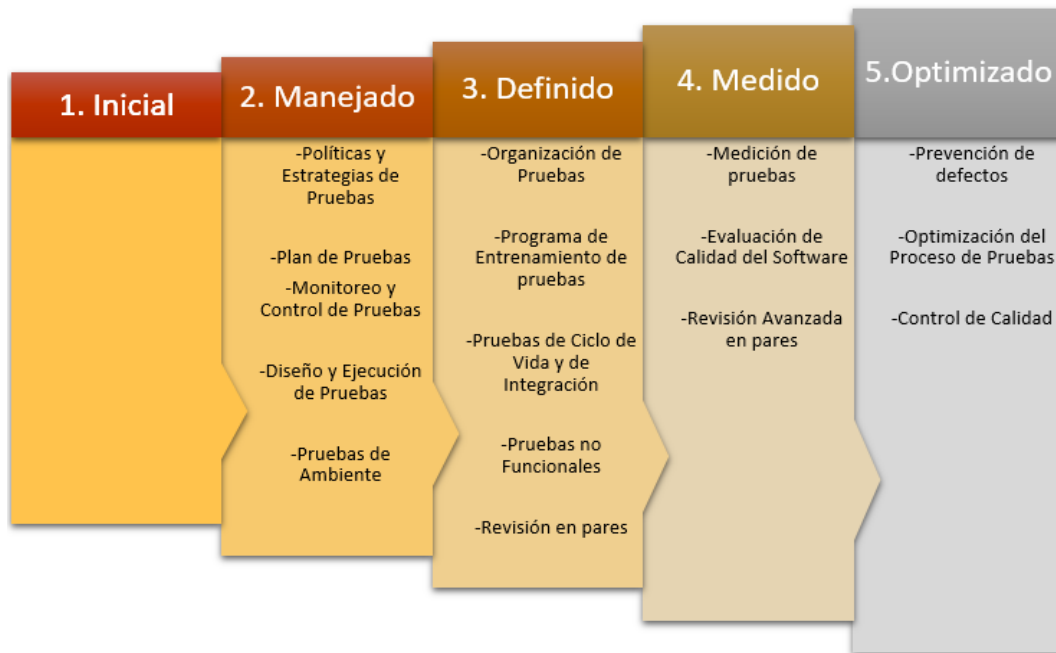 1. Inicial
2. Manejado
-Políticas y
Estrategias de
Pruebas
-Plan de Pruebas
-Monitoreo y
Control de Pruebas
-Diseño y Ejecución
de Pruebas
-Pruebas de
Ambiente
3. Definido
-Organización de
Pruebas
-Programa de
Entrenamiento de
pruebas
-Pruebas de Ciclo de
Vida y de
Integración
-Pruebas no
Funcionales
-Revisión en pares
4. Medido
-Medición de
pruebas
-Evaluación de
Calidad del Software
-Revisión Avanzada
en pares
5.Optimizado
-Prevención de
defectos
-Optimización del
Proceso de Pruebas
-Control de Calidad